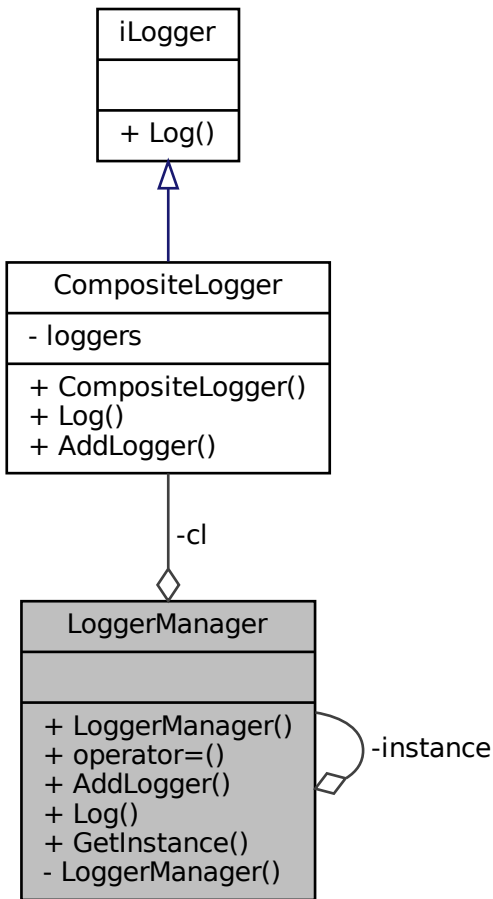 iLogger
+ Log()
CompositeLogger
- loggers
+ CompositeLogger()
+ Log()
+ AddLogger()
-cl
LoggerManager
+ LoggerManager()
+ operator=()
+ AddLogger()
+ Log()
+ GetInstance()
- LoggerManager()
-instance